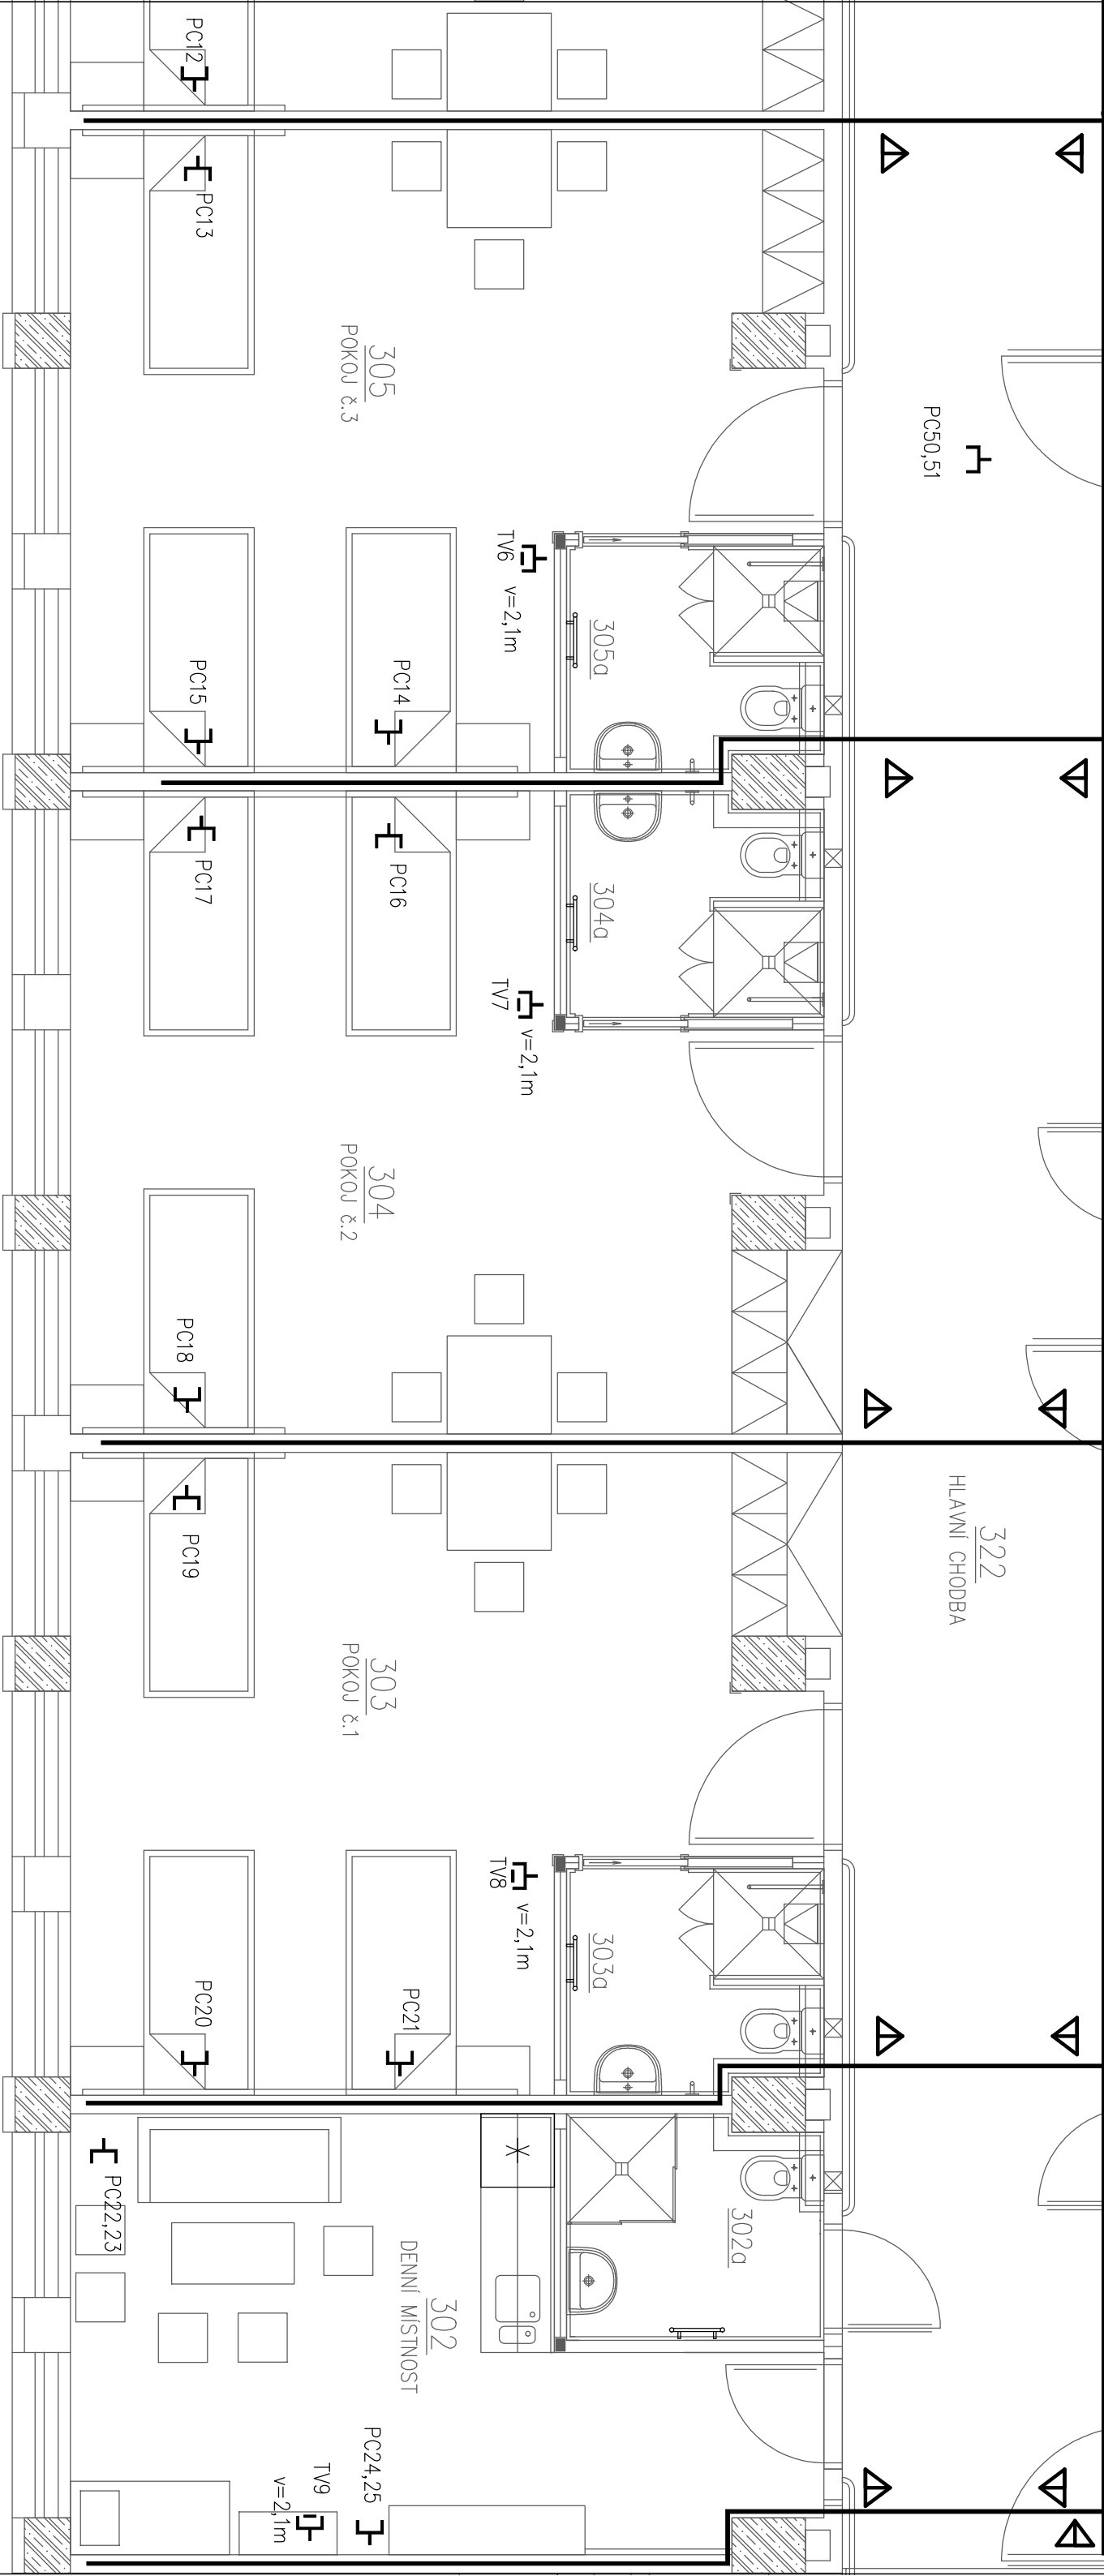 PC12
PC13
305
POKOJ č.3
PC50,51
TV6
v=2,1m
305a
PC15
PC14
PC17
PC16
304a
TV7
v=2,1m
304
POKOJ č.2
PC18
322
HLAVNÍ CHODBA
PC19
303
POKOJ č.1
TV8
v=2,1m
303a
PC20
PC21
PC22,23
302a
302
DENNÍ MÍSTNOST
PC24,25
TV9
v=2,1m